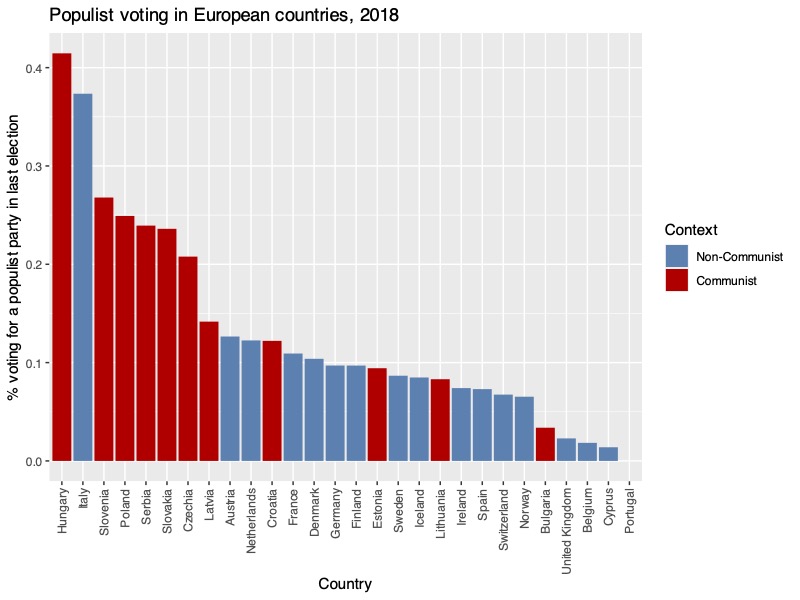 Populist voting in European countries, 2018
% voting for a populist party in last election
0.4
0.3
0.2
0.1
0.0
Hungary
Italy
Slovenia
Poland
Serbia
Slovakia
Czechia
Latvia
Austria
Netherlands
Croatia
France
Denmark
Germany
Finland
Estonia
Sweden
Iceland
Lithuania
Ireland
Spain
Switzerland
Norway
Bulgaria
United Kingdom
Belgium
Cyprus
Portugal
Country
Context
Non-Communist
Communist